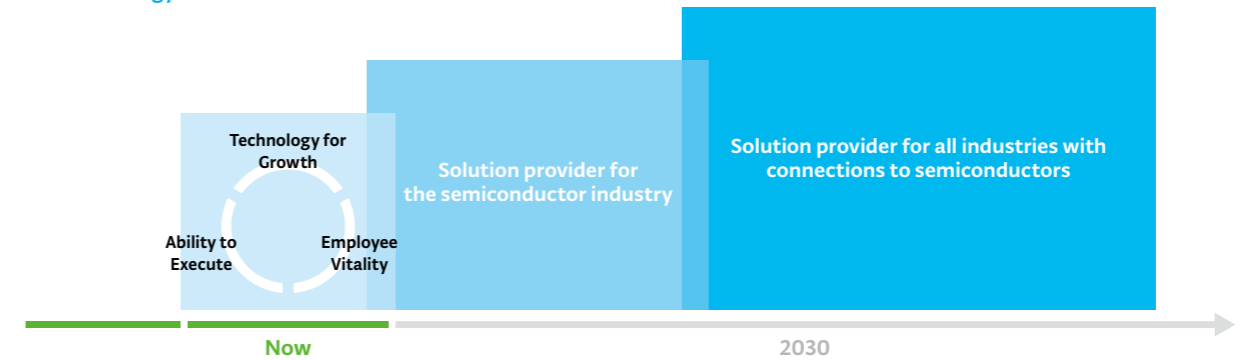 Technology for
Growth
Ability to
Execute
Employee
Vitality
Solution provider for
the semiconductor industry
Solution provider for all industries with
connections to semiconductors
Now
2030